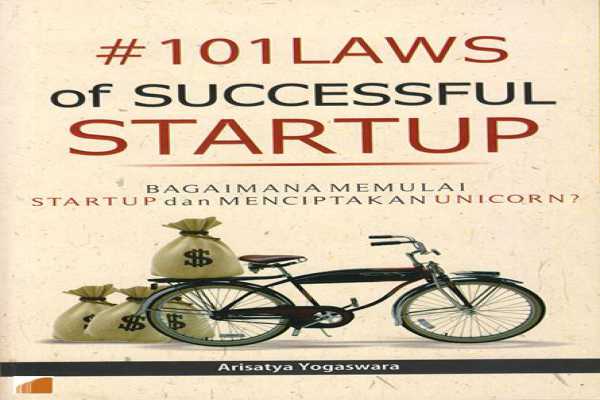 #101LAWS
of SUCCESSFUL
STARTUP
BAGAIMANA MEMULAI
STARTUP dan MENCIPTAKAN UNICORN?
$
$ $ $
Arisatya Yogaswara